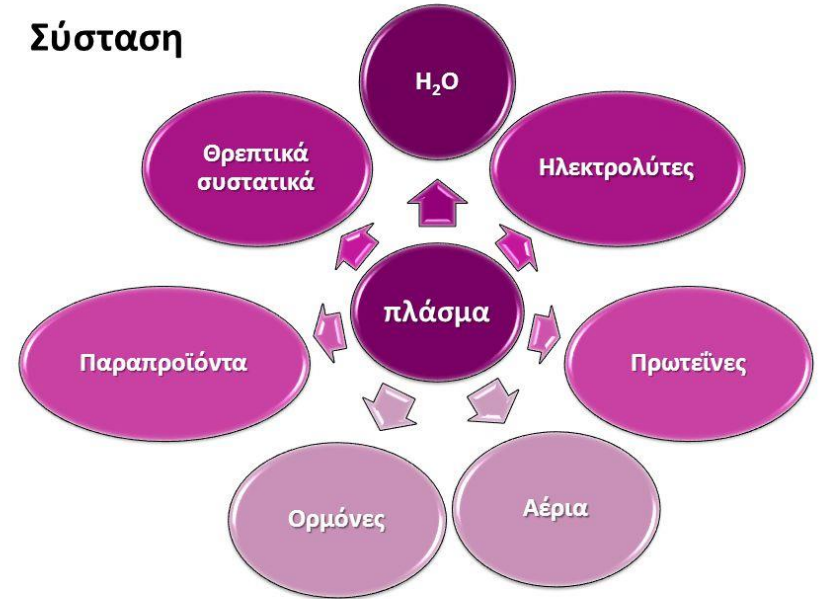 Σύσταση
H₂O
Θρεπτικά
συστατικά
Ηλεκτρολύτες
πλάσμα
Παραπροϊόντα
Πρωτεΐνες
Ορμόνες
Αέρια